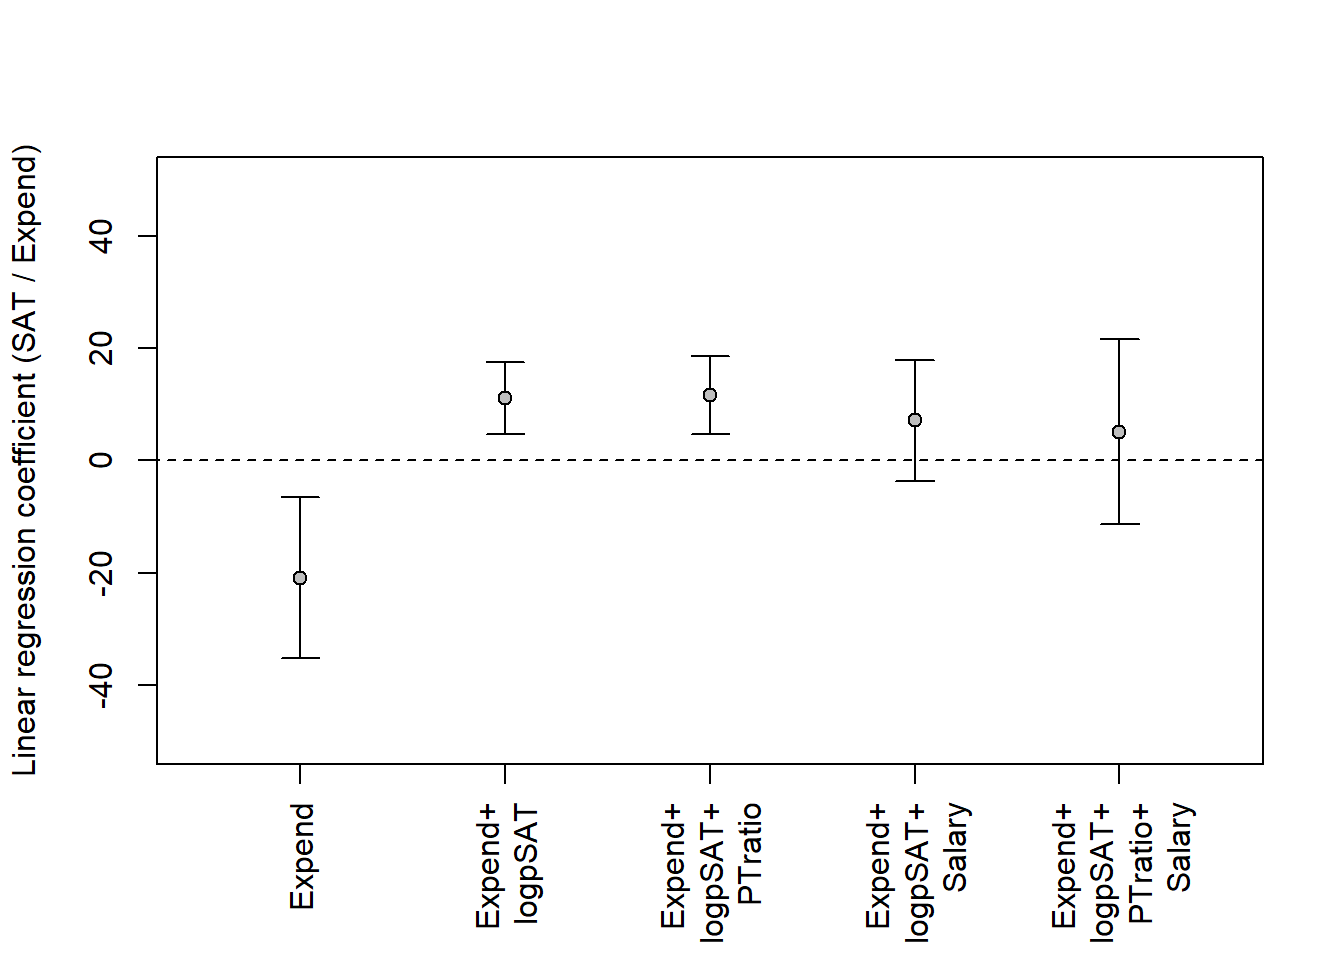 Linear regression coefficient (SAT / Expend)
40
20
0
-20
-40
Expend
Expend+
logpSAT
Expend+
logpSAT+
PTratio
Expend+
logpSAT+
Salary
Expend+
logpSAT+
PTratio+
Salary